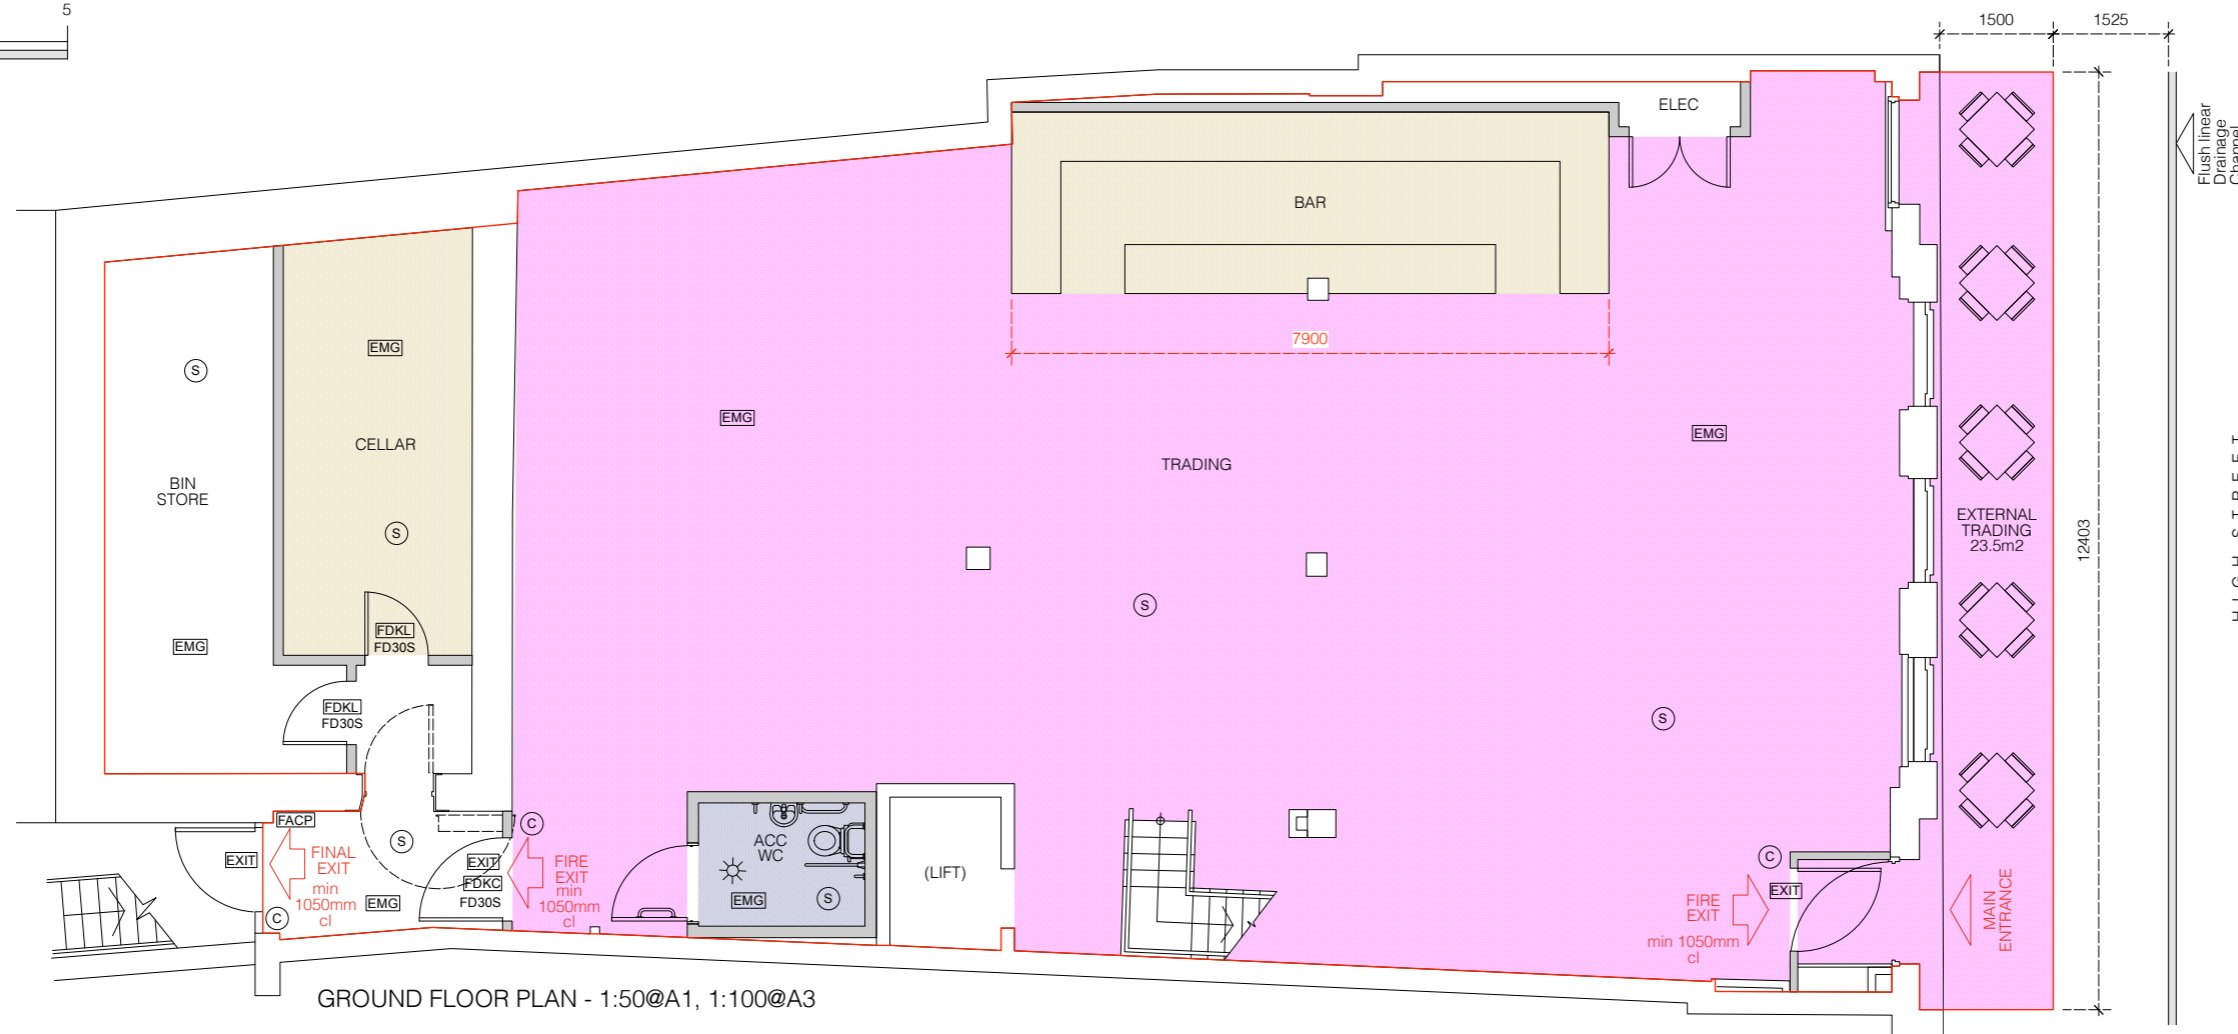 5
1500
1525
Flush linear
Drainage
Channel
ELEC
BAR
7900
EMG
S
EMG
EMG
CELLAR
TRADING
BIN
STORE
S
EXTERNAL
TRADING
23.5m2
12403
HIGH STREET
S
EMG
FDKL
FD30S
FDKL
FD30S
S
FACP
C
S
EXIT
FINAL
EXIT
min
1050mm
cl
EMG
C
EXIT
FDKC
FD30S
FIRE
EXIT
min
1050mm
cl
ACC
WC
EMG
S
(LIFT)
C
EXIT
FIRE
EXIT
min 1050mm
cl
MAIN
ENTRANCE
GROUND FLOOR PLAN - 1:50@A1, 1:100@A3